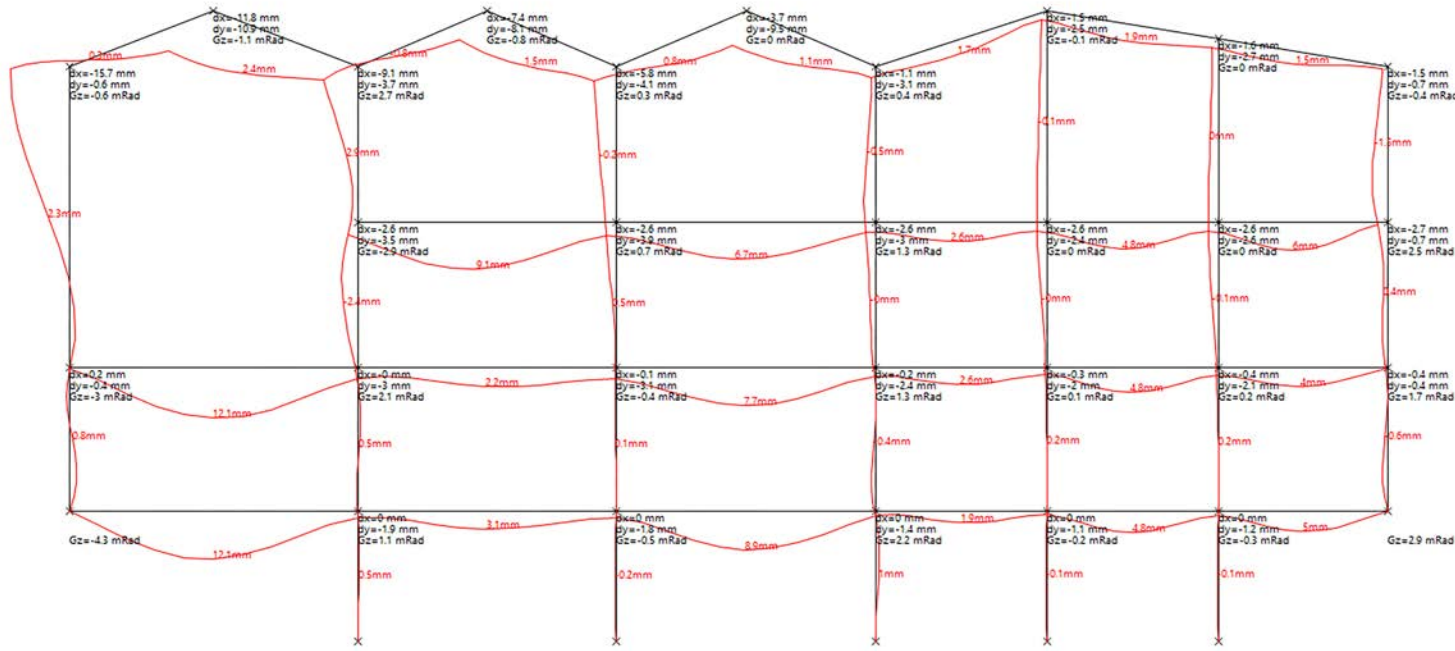 dx=-11.8 mm
dy=-10.9 mm
Gz=-1.1 mRad
dx=-7.4 mm
dy=-8.1 mm
Gz=-0.8 mRad
dx=-3.7 mm
dy=-9.5 mm
Gz=0 mRad
dx=-1.5 mm
dy=-2.5 mm
Gz=-0.1 mRad
1.9mm
dx=-1.6 mm
dy=-2.7 mm
Gz=0 mRad
2.4mm
-0.8mm
1.5mm
0.8mm
1.1mm
1.7mm
1.5mm
dx=-15.7 mm
dy=-0.6 mm
Gz=-0.6 mRad
dx=-9.1 mm
dy=-3.7 mm
Gz=2.7 mRad
dx=-5.8 mm
dy=-4.1 mm
Gz=0.3 mRad
dx=-1.1 mm
dy=-3.1 mm
Gz=0.4 mRad
dx=-1.5 mm
dy=-0.7 mm
Gz=-0.4 mRad
2.3mm
2.9mm
-0.2mm
-0.5mm
-0.1mm
0mm
dx=-2.6 mm
dy=-3.5 mm
Gz=-2.9 mRad
dx=-2.6 mm
dy=-3.9 mm
Gz=0.7 mRad
dx=-2.6 mm
dy=-3 mm
Gz=1.3 mRad
dx=-2.6 mm
dy=-2.4 mm
Gz=0 mRad
dx=-2.6 mm
dy=-2.6 mm
Gz=0 mRad
dx=-2.7 mm
dy=-0.7 mm
Gz=2.5 mRad
9.1mm
6.7mm
2.6mm
4.8mm
6mm
-2.4mm
0.5mm
-0mm
-0mm
-0.1mm
0.4mm
dx=0.2 mm
dy=-0.4 mm
Gz=-3 mRad
dx=-0 mm
dy=-3 mm
Gz=2.1 mRad
dx=-0.1 mm
dy=-3.1 mm
Gz=-0.4 mRad
dx=-0.2 mm
dy=-2.4 mm
Gz=1.3 mRad
dx=-0.3 mm
dy=-2 mm
Gz=0.1 mRad
dx=-0.4 mm
dy=-2.1 mm
Gz=0.2 mRad
dx=-0.4 mm
dy=-0.4 mm
Gz=1.7 mRad
12.1mm
2.2mm
7.7mm
2.6mm
4.8mm
4mm
0.8mm
0.5mm
0.1mm
0.4mm
0.2mm
0.2mm
0.6mm
Gz=-4.3 mRad
dx=0 mm
dy=-1.9 mm
Gz=1.1 mRad
dx=0 mm
dy=-1.8 mm
Gz=-0.5 mRad
dx=0 mm
dy=-1.4 mm
Gz=2.2 mRad
dx=0 mm
dy=-1.1 mm
Gz=-0.2 mRad
dx=0 mm
dy=-1.2 mm
Gz=-0.3 mRad
Gz=2.9 mRad
12.1mm
3.1mm
8.9mm
1.9mm
4.8mm
5mm
0.5mm
-0.2mm
1mm
-0.1mm
-0.1mm